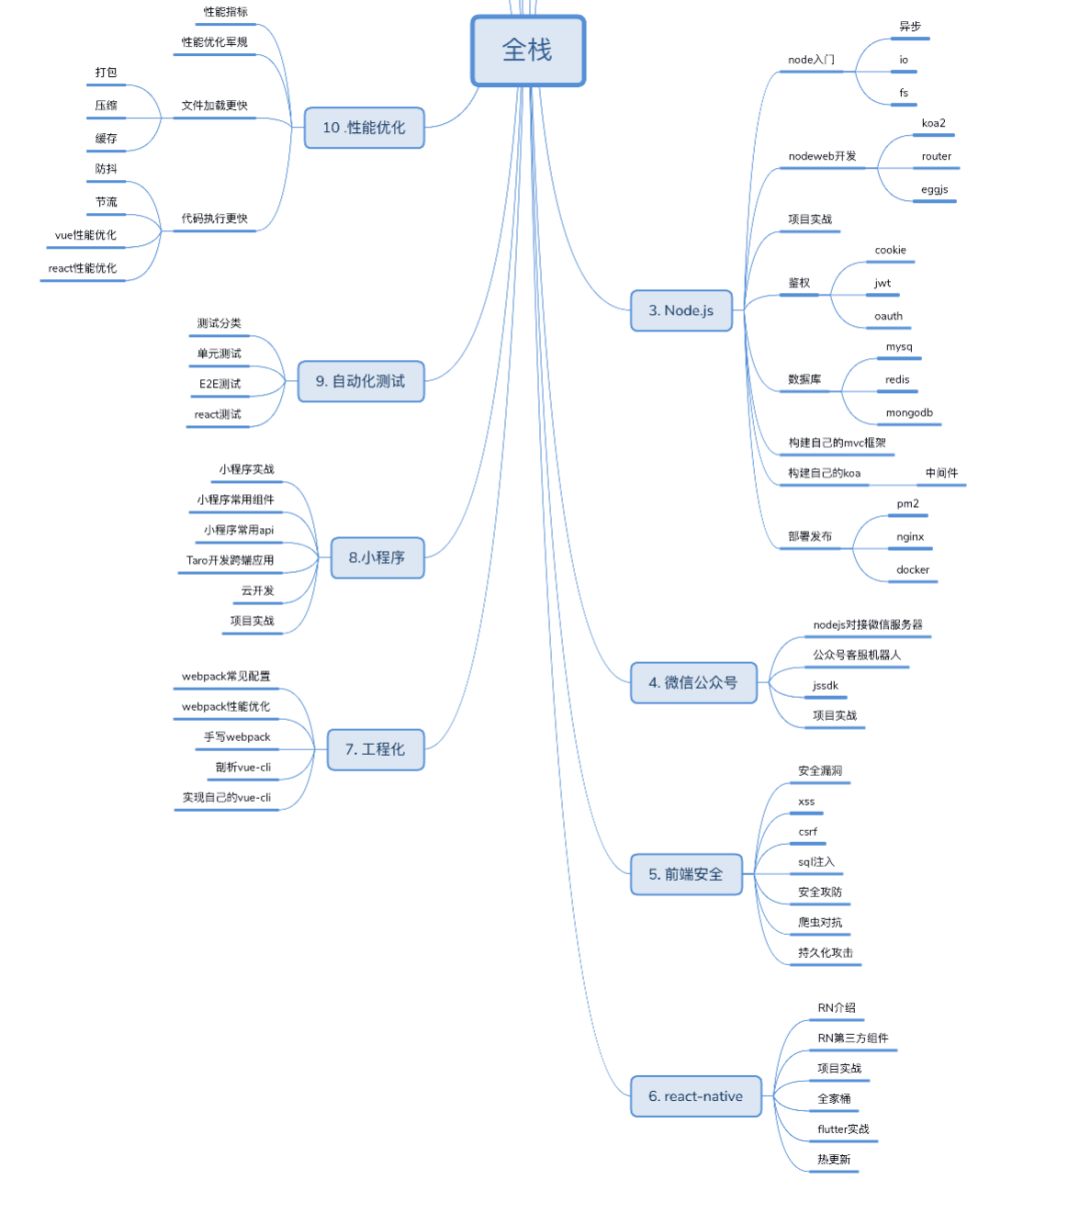 全栈
10 .性能优化
性能指标
性能优化军规
文件加载更快
打包
压缩
缓存
代码执行更快
防抖
节流
vue性能优化
react性能优化
9. 自动化测试
测试分类
单元测试
E2E测试
react测试
8.小程序
小程序实战
小程序常用组件
小程序常用api
Taro开发跨端应用
云开发
项目实战
7. 工程化
webpack常见配置
webpack性能优化
手写webpack
剖析vue-cli
实现自己的vue-cli
3. Node.js
node入门
异步
io
fs
nodeweb开发
koa2
router
eggjs
项目实战
鉴权
cookie
jwt
oauth
数据库
mysq
redis
mongodb
构建自己的mvc框架
构建自己的koa
中间件
部署发布
pm2
nginx
docker
4. 微信公众号
nodejs对接微信服务器
公众号客服机器人
jssdk
项目实战
5. 前端安全
安全漏洞
xss
csrf
sql注入
安全攻防
爬虫对抗
持久化攻击
6. react-native
RN介绍
RN第三方组件
项目实战
全家桶
flutter实战
热更新